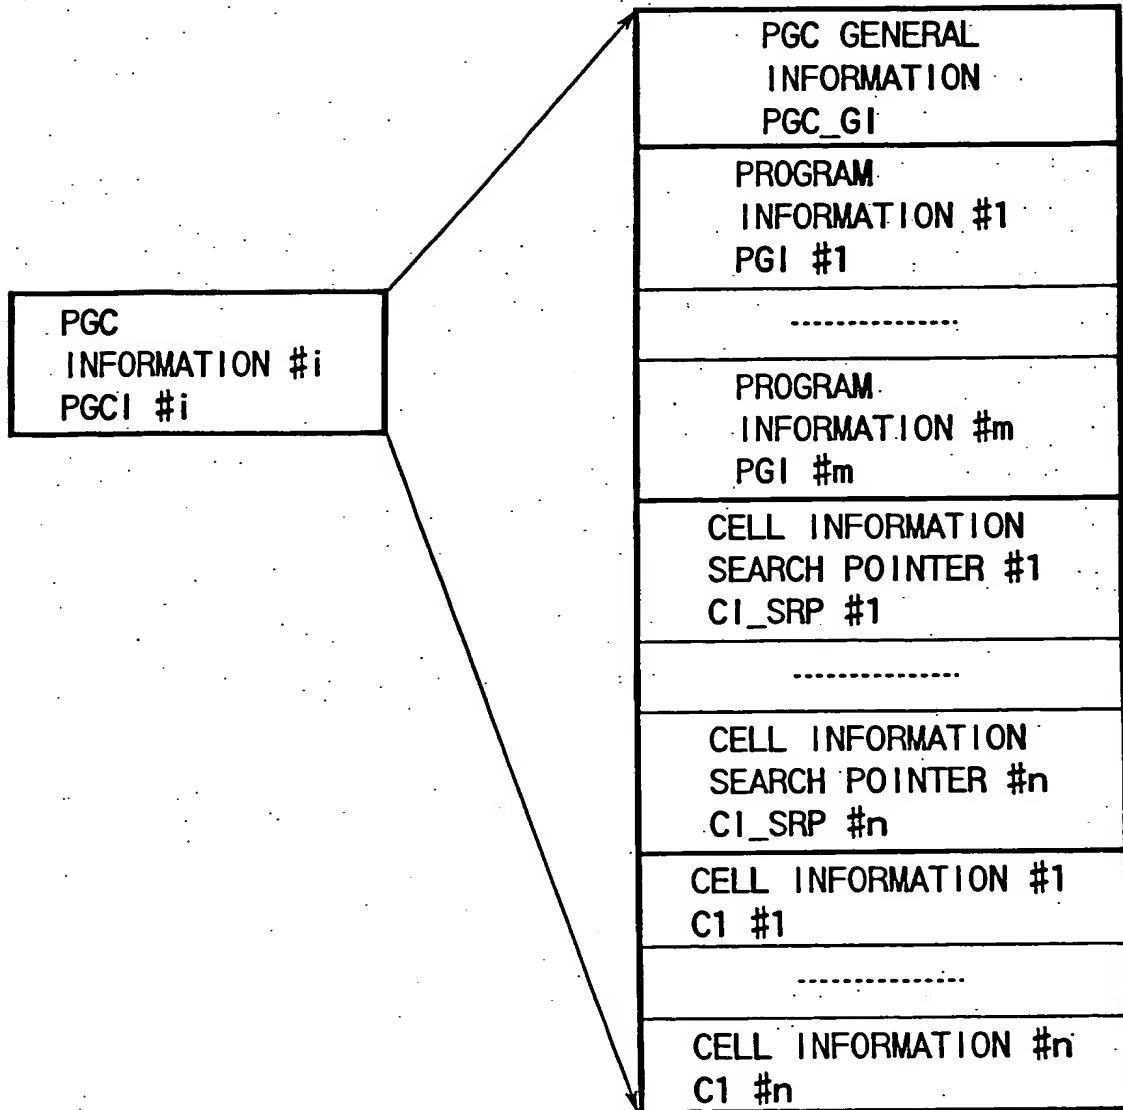 PGC GENERAL
INFORMATION
PGC_GI
PROGRAM
INFORMATION #1
PGI #1
---------------
PROGRAM
INFORMATION #m
PGI #m
CELL INFORMATION
SEARCH POINTER #1
CI_SRP #1
---------------
CELL INFORMATION
SEARCH POINTER #n
CI_SRP #n
CELL INFORMATION #1
C1 #1
---------------
CELL INFORMATION #n
C1 #n
PGC
INFORMATION #i
PGCI #i